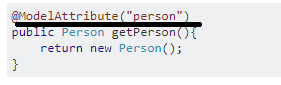 @ModelAttribute("person")
public Person getPerson(){
    return new Person();
}